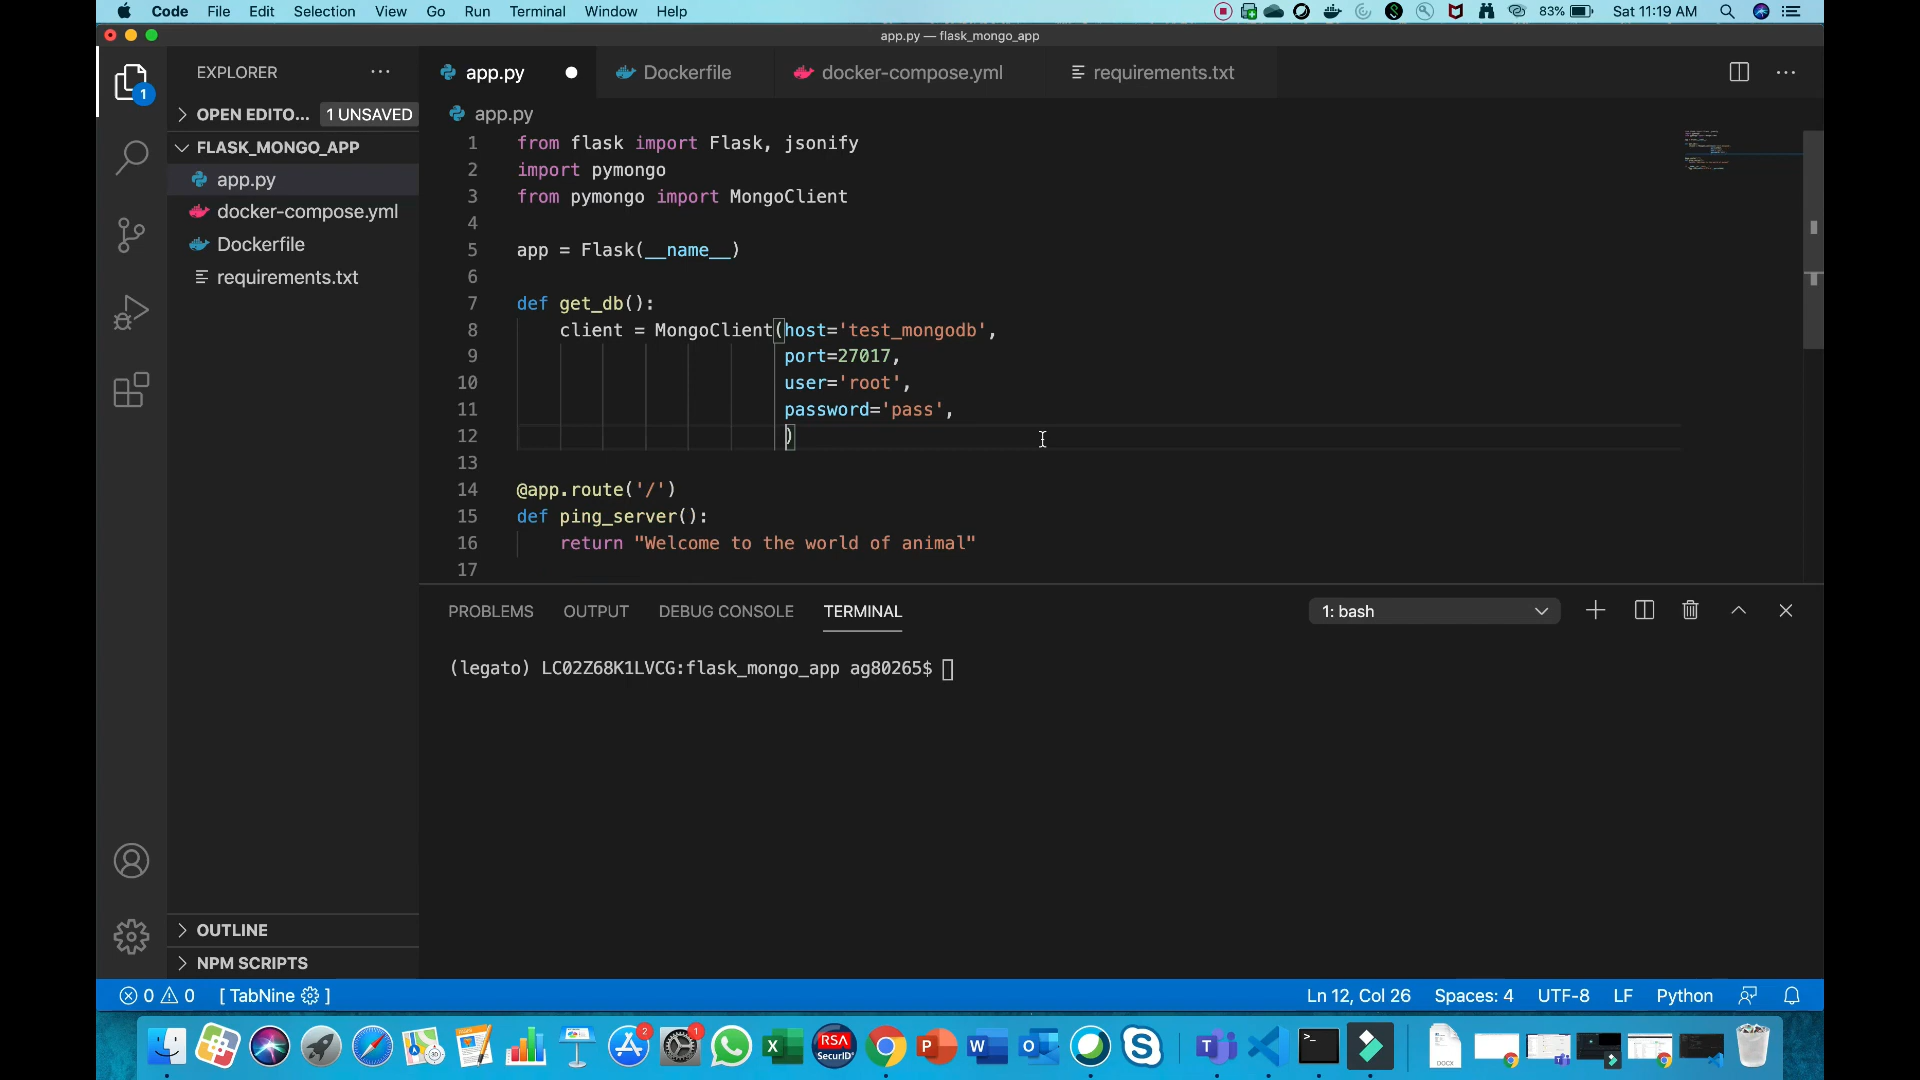 Code File Edit Selection View Go Run Terminal Window Help 83% Sat 11:19 AM
app.py — flask_mongo_app
EXPLORER
app.py Dockerfile docker-compose.yml requirements.txt
1
OPEN EDITO... 1 UNSAVED
app.py
FLASK_MONGO_APP
app.py
docker-compose.yml
Dockerfile
requirements.txt
1 from flask import Flask, jsonify
2 import pymongo
3 from pymongo import MongoClient
4
5 app = Flask(__name__)
6
7 def get_db():
8 client = MongoClient(host='test_mongodb',
9 port=27017,
10 user='root',
11 password='pass',
12 )
13
14 @app.route('/')
15 def ping_server():
16 return "Welcome to the world of animal"
17
PROBLEMS OUTPUT DEBUG CONSOLE TERMINAL 1: bash
(legato) LC02Z68K1LVCG:flask_mongo_app ag80265$
OUTLINE
NPM SCRIPTS
0 0 [ TabNine ] Ln 12, Col 26 Spaces: 4 UTF-8 LF Python
2 1
RSA
SecurID
DOCX